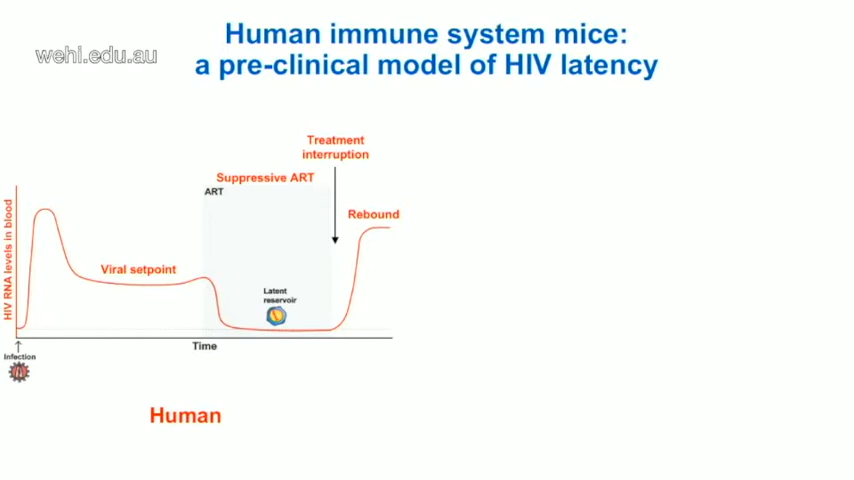 Human immune system mice:
a pre-clinical model of HIV latency
wehi.edu.au
Treatment
interruption
Suppressive ART
ART
Rebound
HIV RNA levels in blood
Viral setpoint
Latent
reservoir
Time
Infection
Human